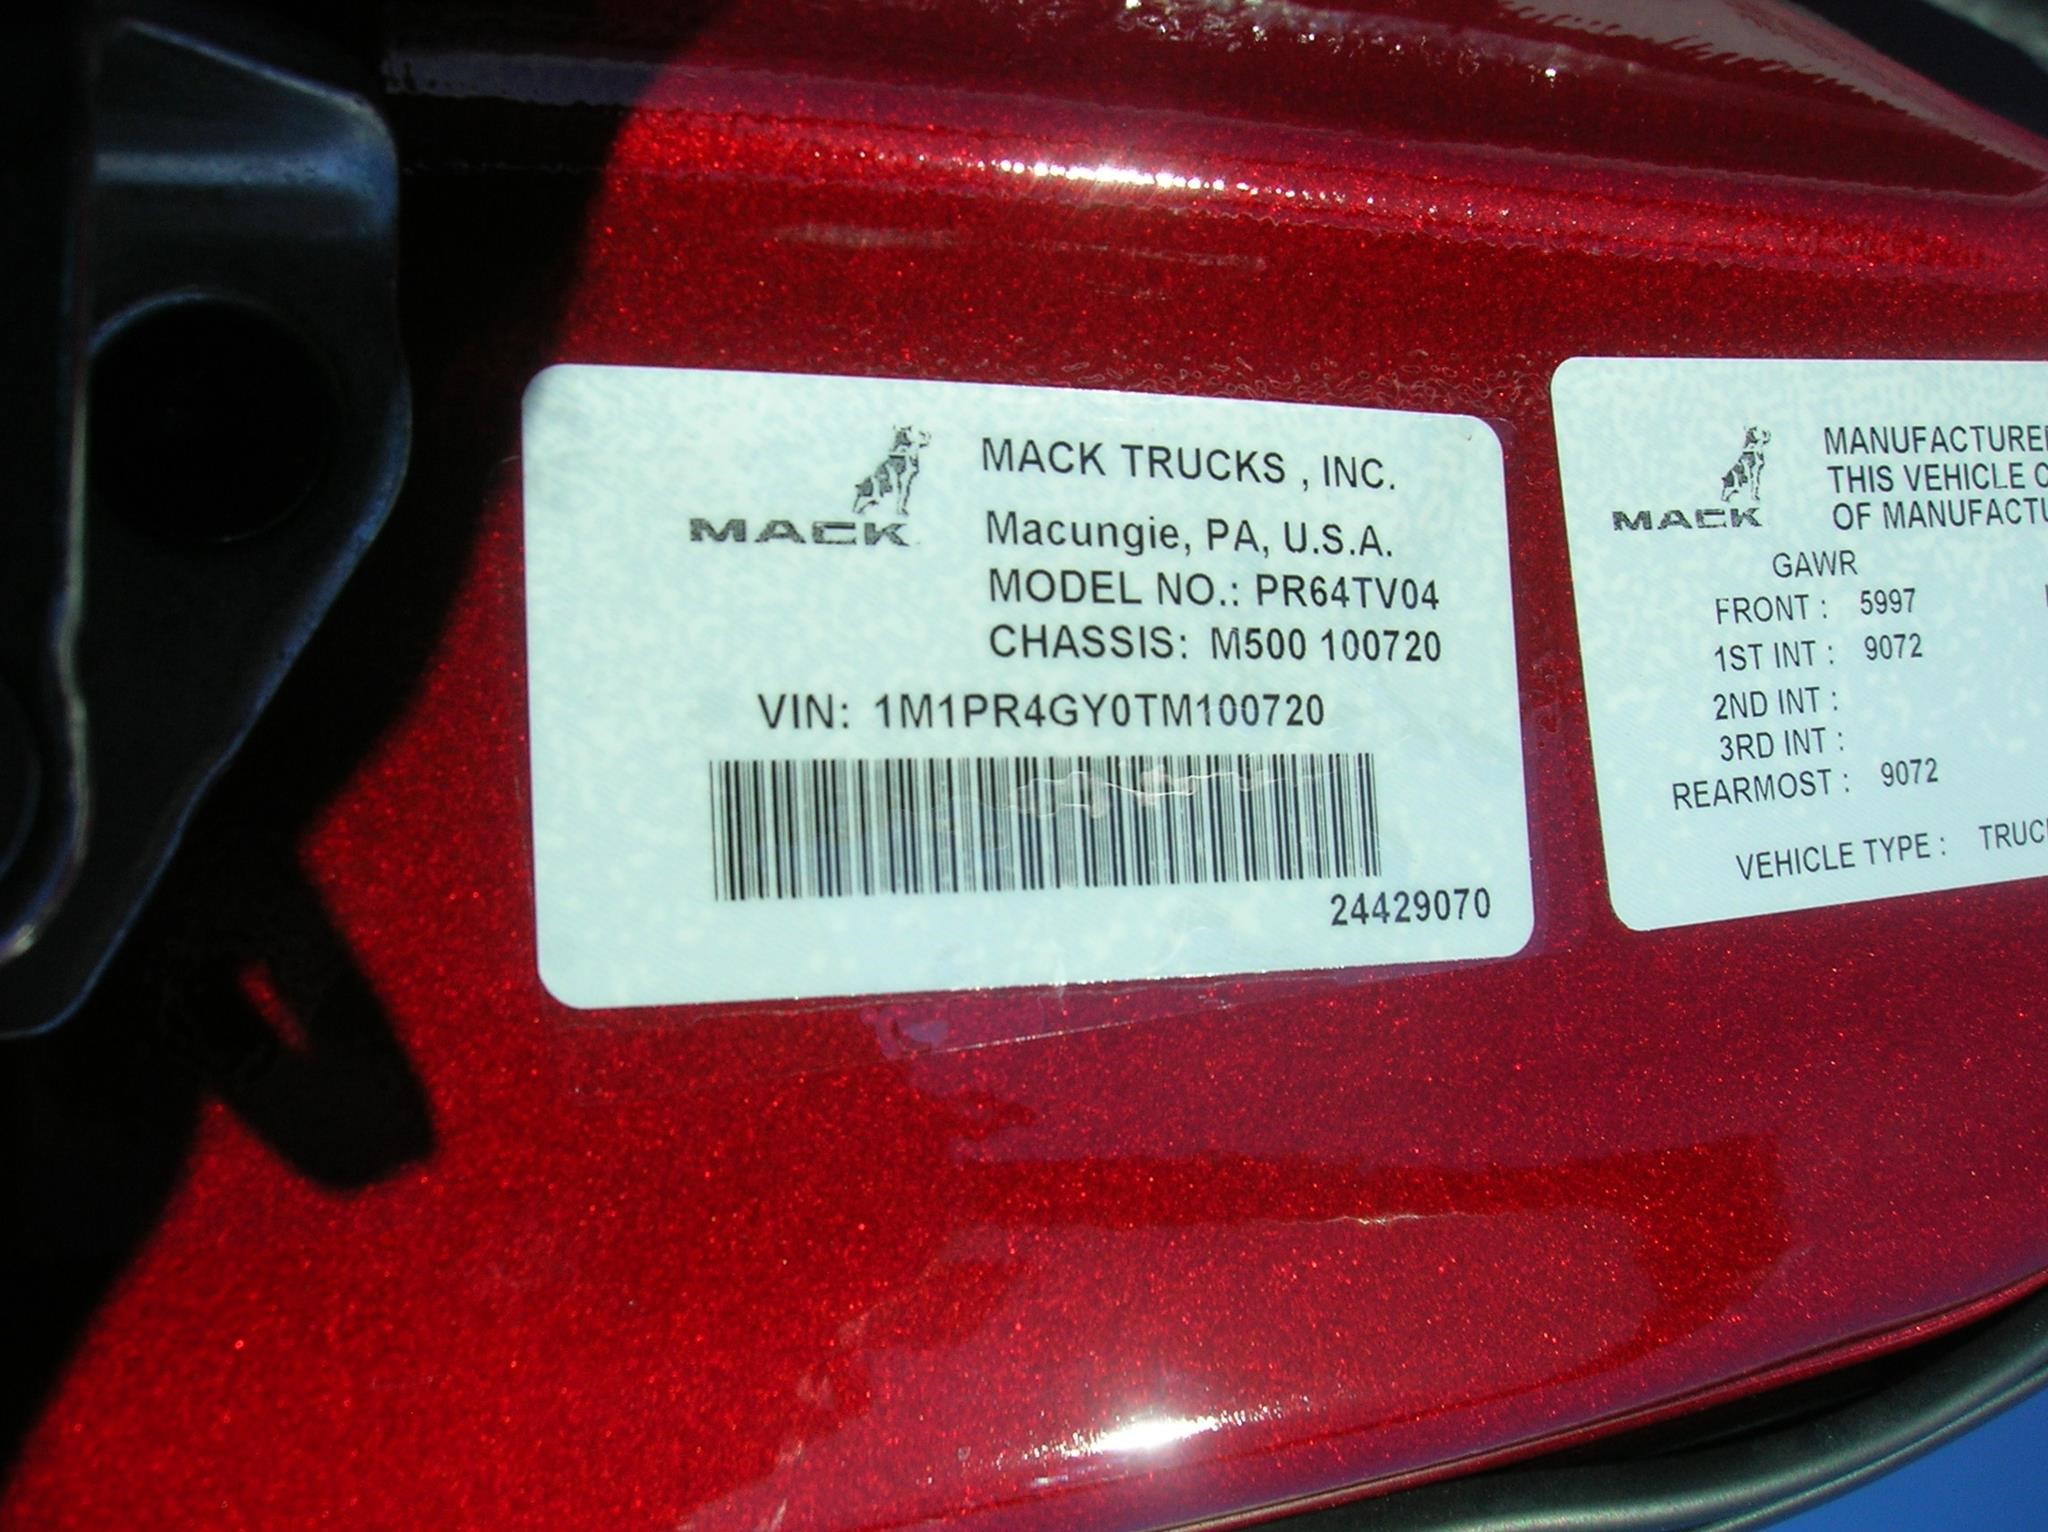 MACK
MACK TRUCKS , INC.
Macungie, PA, U.S.A.
MODEL NO.: PR64TV04
CHASSIS: M500 100720
VIN: 1M1PR4GY0TM100720
24429070
MACK
MANUFACTURE
THIS VEHICLE
OF MANUFACTU
GAWR
FRONT : 5997
1ST INT : 9072
2ND INT :
3RD INT :
REARMOST : 9072
VEHICLE TYPE : TRUC